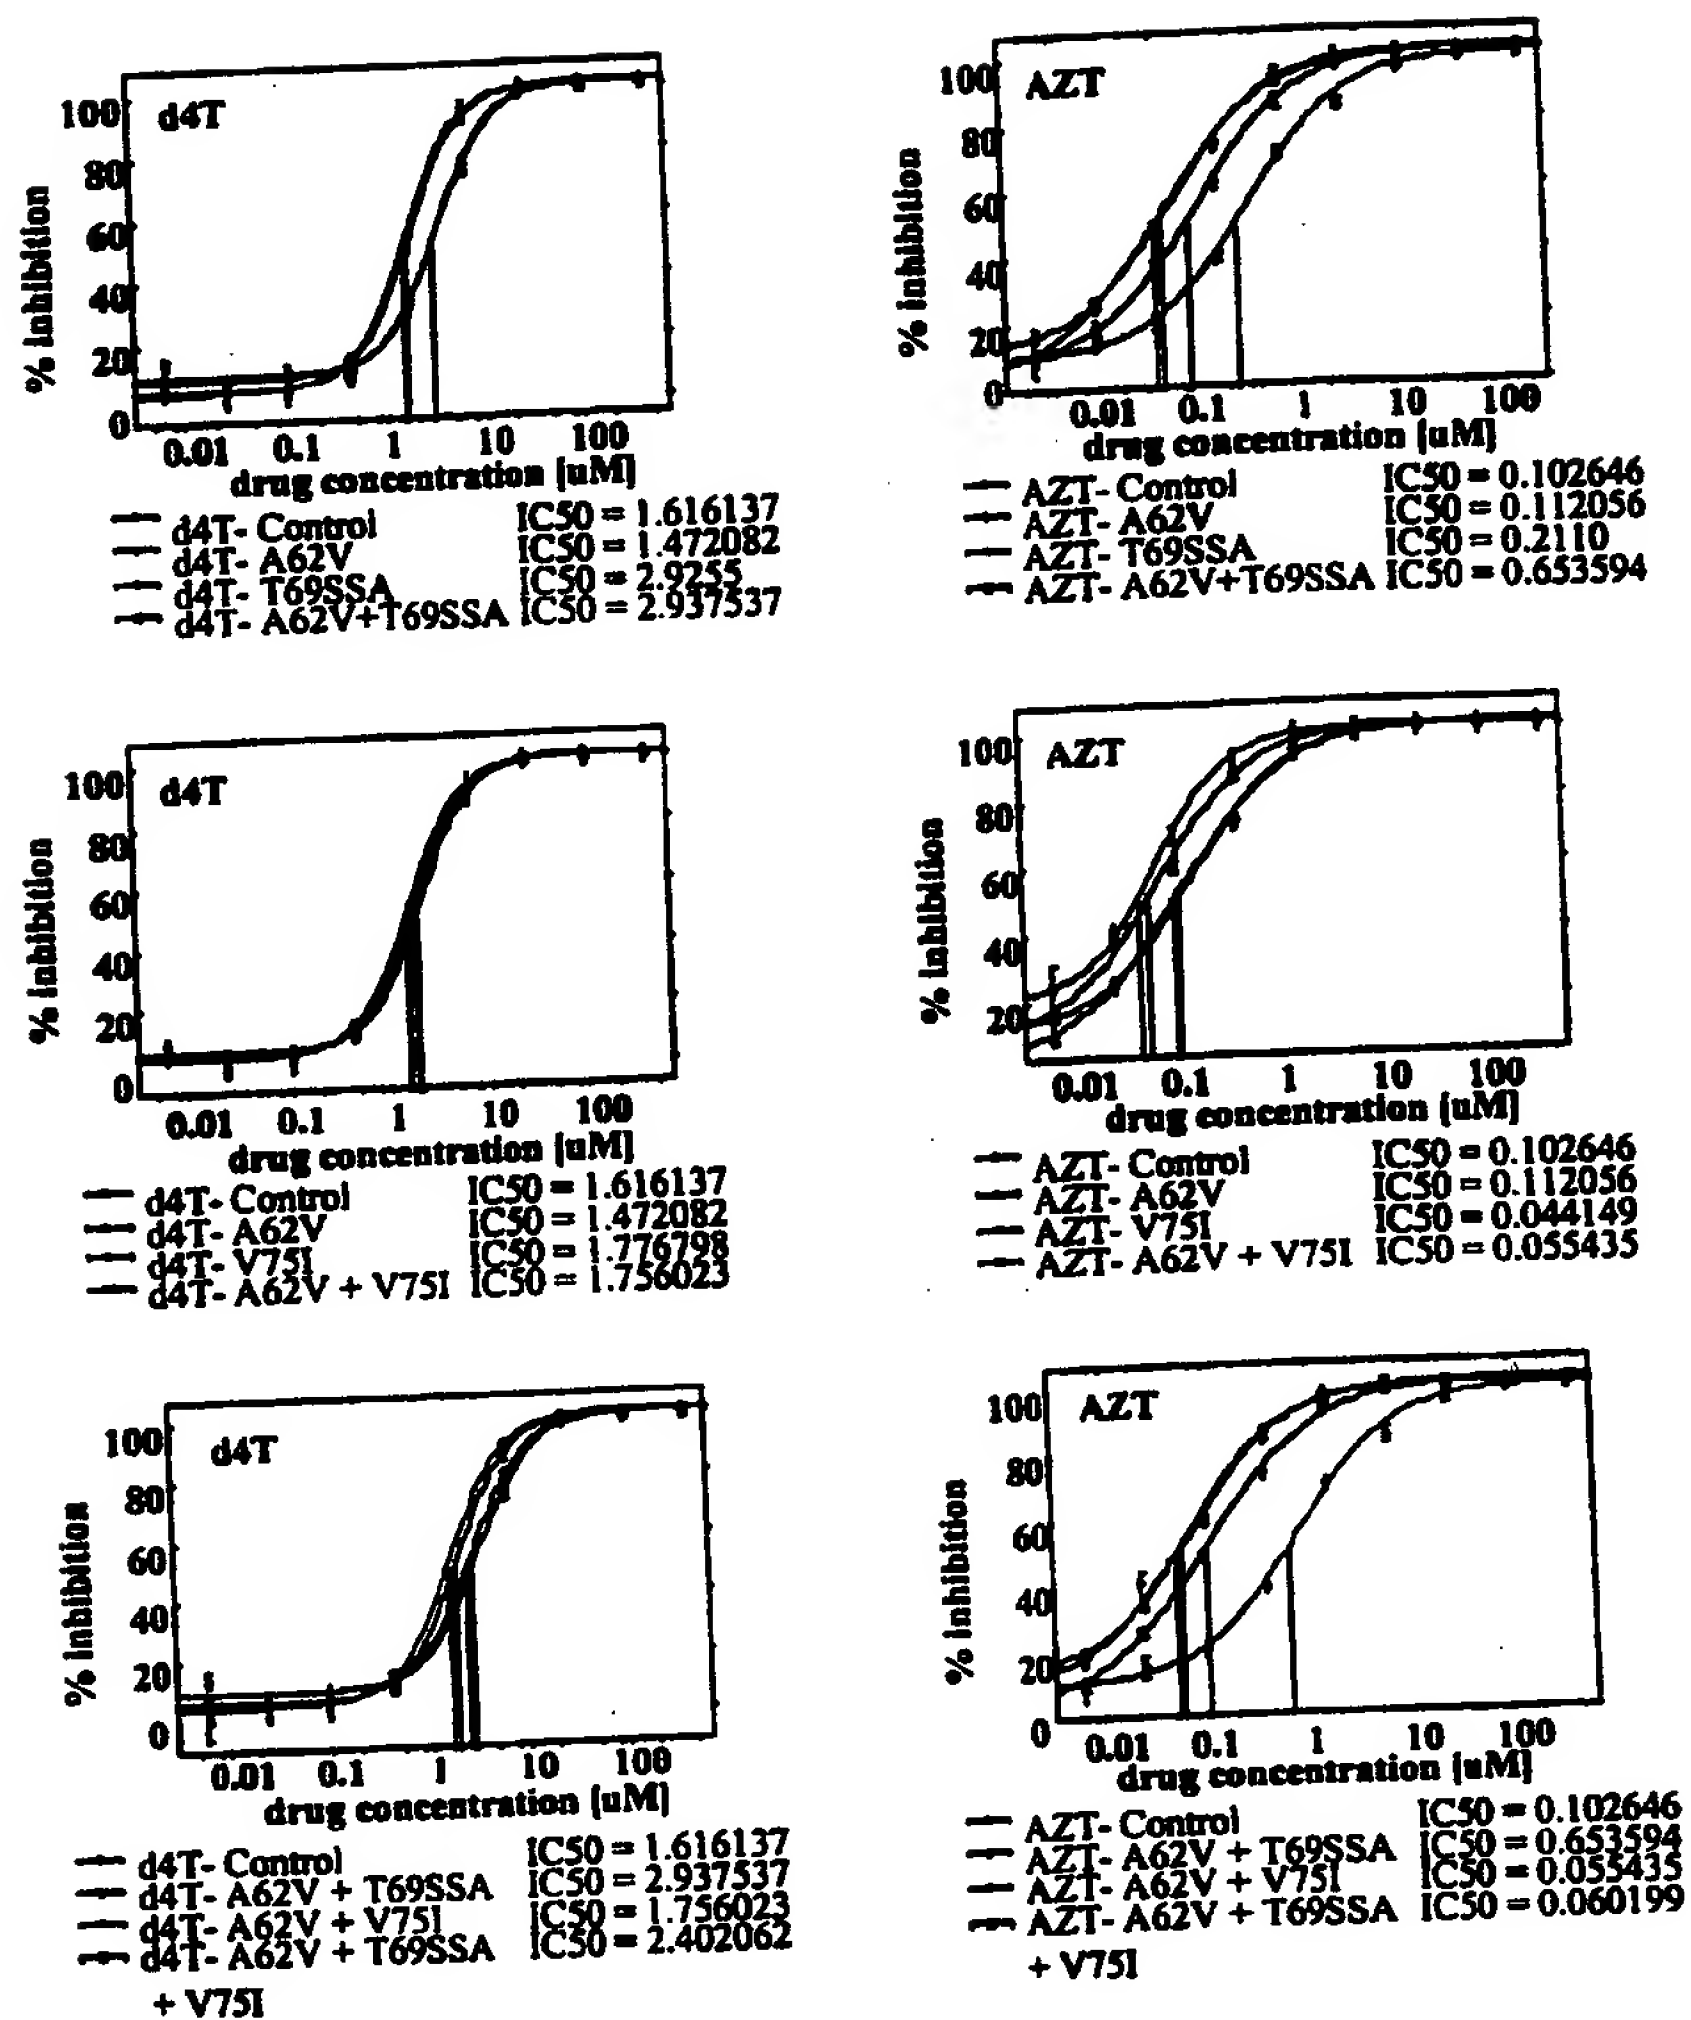 d4T
100
80
60
40
20
0
% inhibition
0.01 0.1 1 10 100
drug concentration [uM]
d4T- Control IC50 = 1.616137
d4T- A62V IC50 = 1.472082
d4T- T69SSA IC50 = 2.9255
d4T- A62V+T69SSA IC50 = 2.937537
AZT
100
80
60
40
20
0
% inhibition
0.01 0.1 1 10 100
drug concentration [uM]
AZT- Control IC50 = 0.102646
AZT- A62V IC50 = 0.112056
AZT- T69SSA IC50 = 0.2110
AZT- A62V+T69SSA IC50 = 0.653594
d4T
100
80
60
40
20
0
% inhibition
0.01 0.1 1 10 100
drug concentration [uM]
d4T- Control IC50 = 1.616137
d4T- A62V IC50 = 1.472082
d4T- V75I IC50 = 1.776798
d4T- A62V + V75I IC50 = 1.756023
AZT
100
80
60
40
20
% inhibition
0.01 0.1 1 10 100
drug concentration [uM]
AZT- Control IC50 = 0.102646
AZT- A62V IC50 = 0.112056
AZT- V75I IC50 = 0.044149
AZT- A62V + V75I IC50 = 0.055435
d4T
100
80
60
40
20
0
% inhibition
0.01 0.1 1 10 100
drug concentration [uM]
d4T- Control IC50 = 1.616137
d4T- A62V + T69SSA IC50 = 2.937537
d4T- A62V + V75I IC50 = 1.756023
d4T- A62V + T69SSA IC50 = 2.402062
+ V75I
AZT
100
80
60
40
20
0
% inhibition
0.01 0.1 1 10 100
drug concentration [uM]
AZT- Control IC50 = 0.102646
AZT- A62V + T69SSA IC50 = 0.653594
AZT- A62V + V75I IC50 = 0.055435
AZT- A62V + T69SSA IC50 = 0.060199
+ V75I